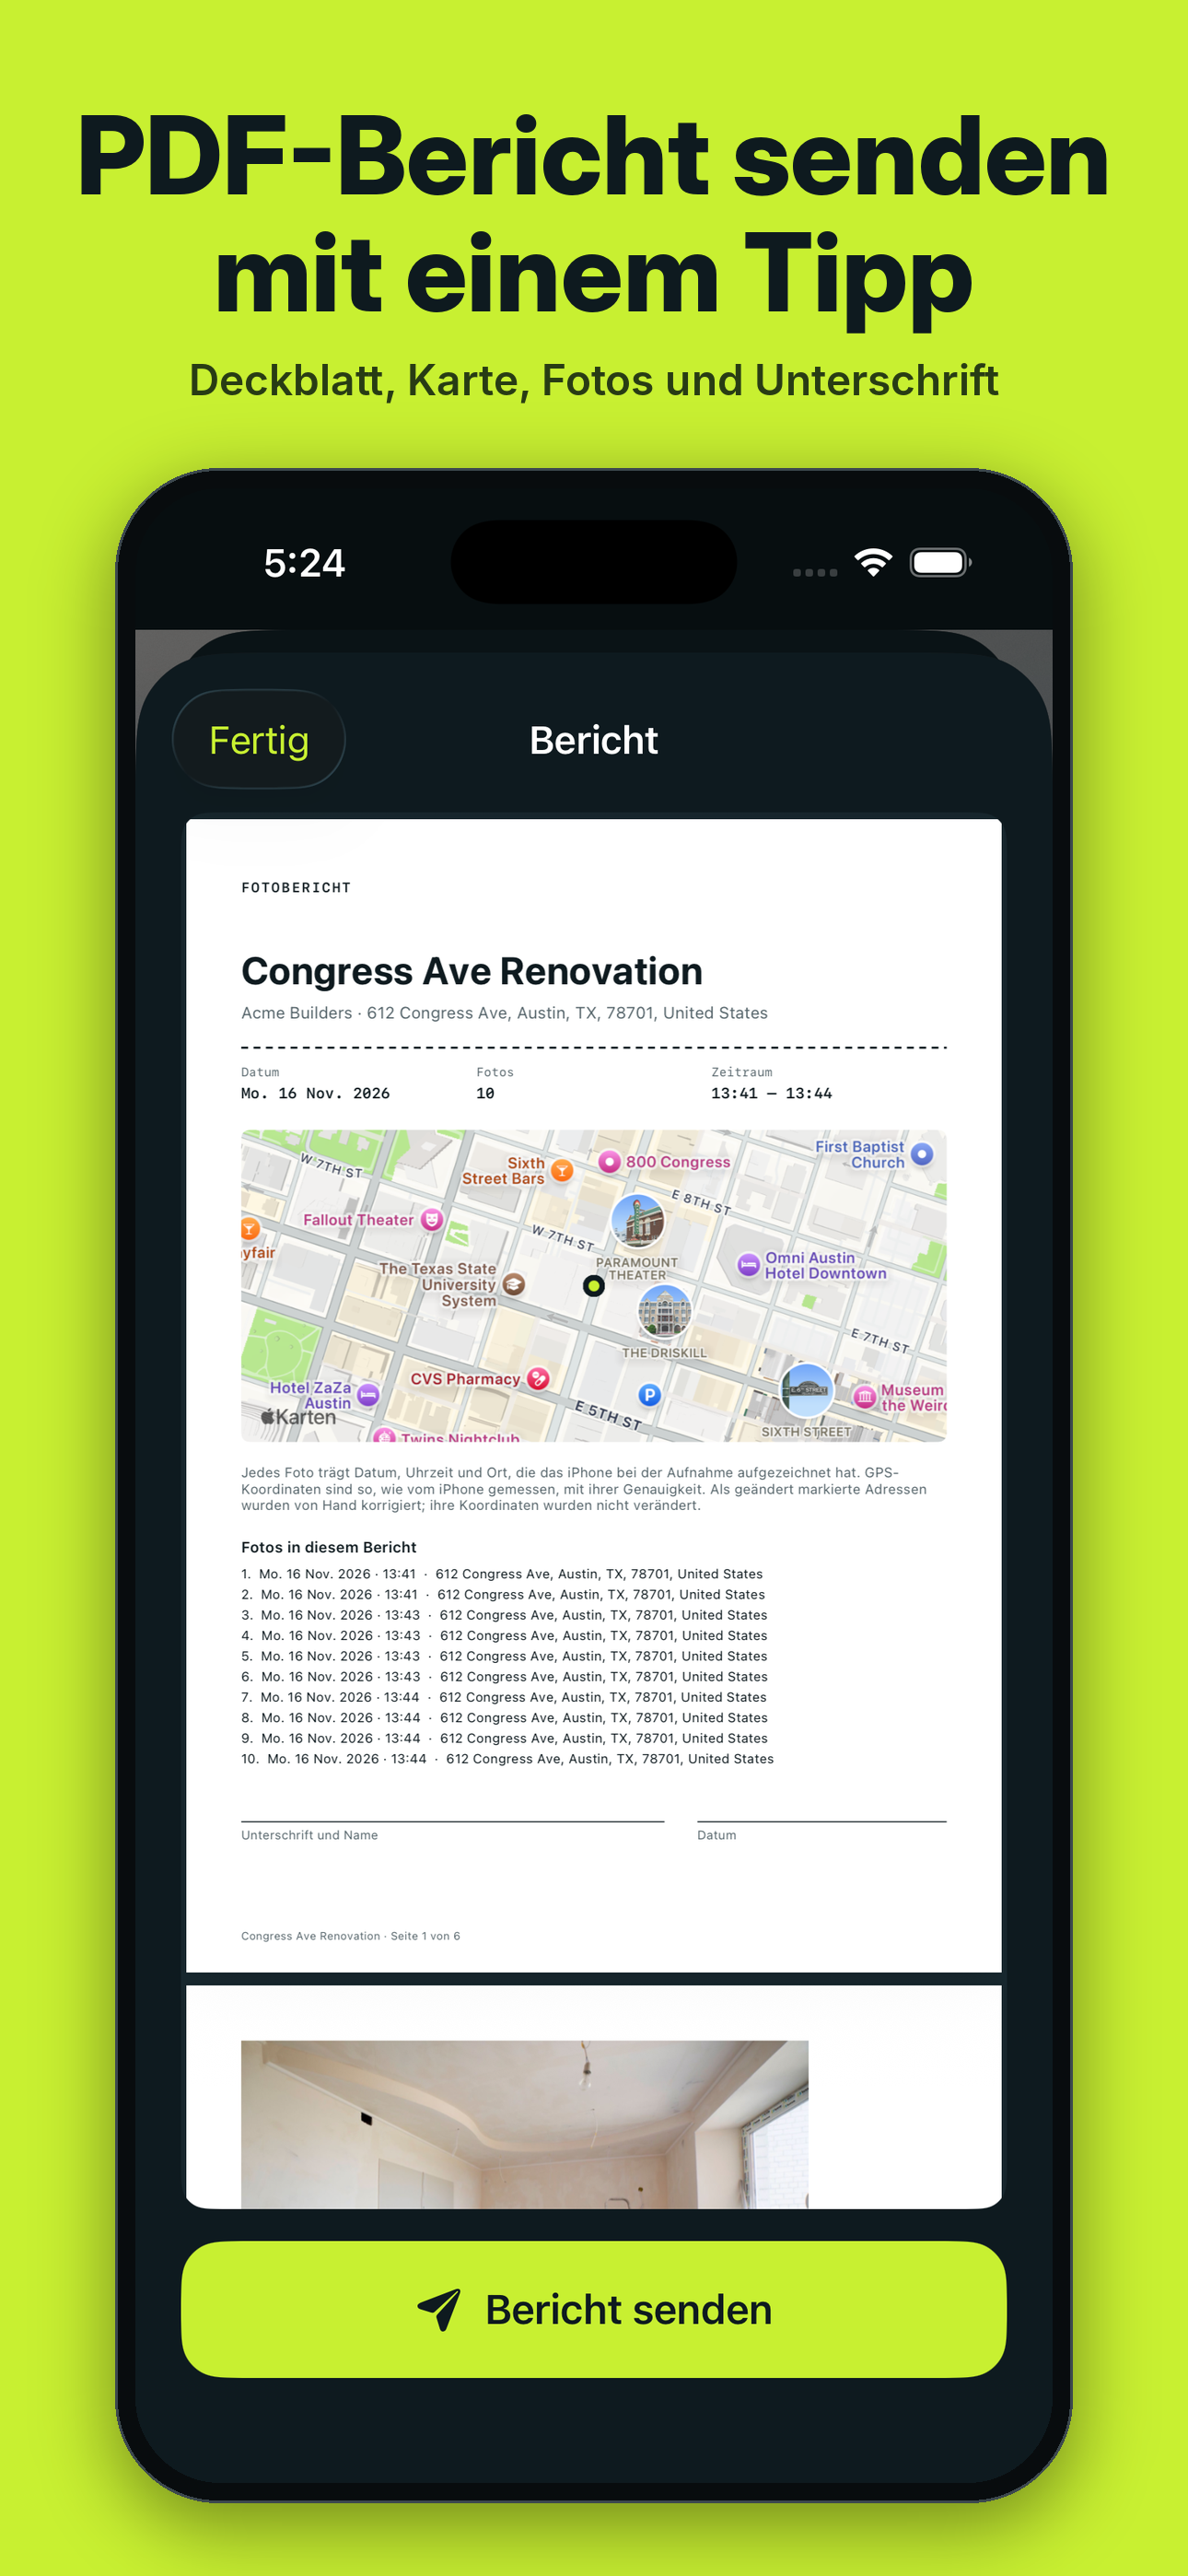 PDF-Bericht senden
mit einem Tipp
Deckblatt, Karte, Fotos und Unterschrift
5:24
Fertig
Bericht
FOTOBERICHT
Congress Ave Renovation
Acme Builders · 612 Congress Ave, Austin, TX, 78701, United States
Datum
Fotos
Zeitraum
Mo. 16 Nov. 2026
10
13:41 – 13:44
First Baptist
Church
800 Congress
Sixth
Street Bars
W 7TH ST
E 8TH ST
Fallout Theater
W 7TH ST
yfair
PARAMOUNT
THEATER
Omni Austin
Hotel Downtown
The Texas State
University
System
THE DRISKILL
E 7TH ST
CVS Pharmacy
Hotel ZaZa
Austin
P
E 6TH STREET
Museum
the Weird
Karten
E 5TH ST
SIXTH STREET
Twins Nightclub
Jedes Foto trägt Datum, Uhrzeit und Ort, die das iPhone bei der Aufnahme aufgezeichnet hat. GPS-
Koordinaten sind so, wie vom iPhone gemessen, mit ihrer Genauigkeit. Als geändert markierte Adressen
wurden von Hand korrigiert; ihre Koordinaten wurden nicht verändert.
Fotos in diesem Bericht
1. Mo. 16 Nov. 2026 · 13:41 · 612 Congress Ave, Austin, TX, 78701, United States
2. Mo. 16 Nov. 2026 · 13:41 · 612 Congress Ave, Austin, TX, 78701, United States
3. Mo. 16 Nov. 2026 · 13:43 · 612 Congress Ave, Austin, TX, 78701, United States
4. Mo. 16 Nov. 2026 · 13:43 · 612 Congress Ave, Austin, TX, 78701, United States
5. Mo. 16 Nov. 2026 · 13:43 · 612 Congress Ave, Austin, TX, 78701, United States
6. Mo. 16 Nov. 2026 · 13:43 · 612 Congress Ave, Austin, TX, 78701, United States
7. Mo. 16 Nov. 2026 · 13:44 · 612 Congress Ave, Austin, TX, 78701, United States
8. Mo. 16 Nov. 2026 · 13:44 · 612 Congress Ave, Austin, TX, 78701, United States
9. Mo. 16 Nov. 2026 · 13:44 · 612 Congress Ave, Austin, TX, 78701, United States
10. Mo. 16 Nov. 2026 · 13:44 · 612 Congress Ave, Austin, TX, 78701, United States
Unterschrift und Name
Datum
Congress Ave Renovation · Seite 1 von 6
Bericht senden